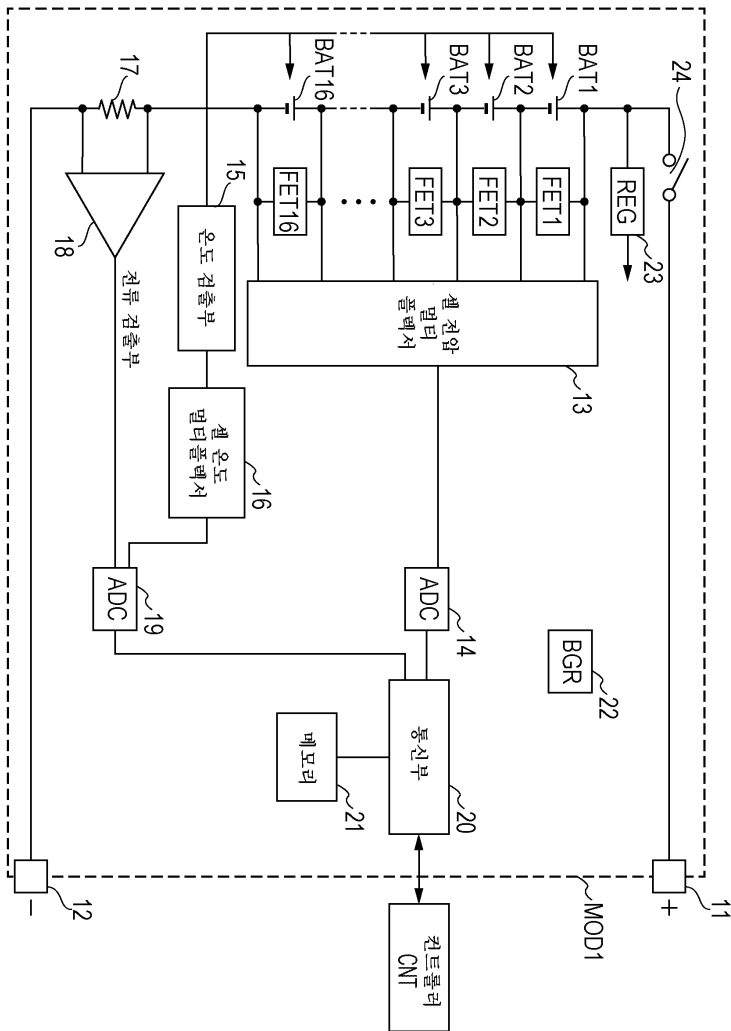 24
11
+
MOD1
REG
23
BAT1
FET1
22
BGR
13
BAT2
FET2
BAT3
FET3
셀 전압
멀티
플렉서
14
ADC
20
통신부
컨트롤러
CNT
21
메모리
BAT16
FET16
16
셀 온도
멀티플렉서
15
온도 검출부
17
19
ADC
18
전류 검출부
12
-